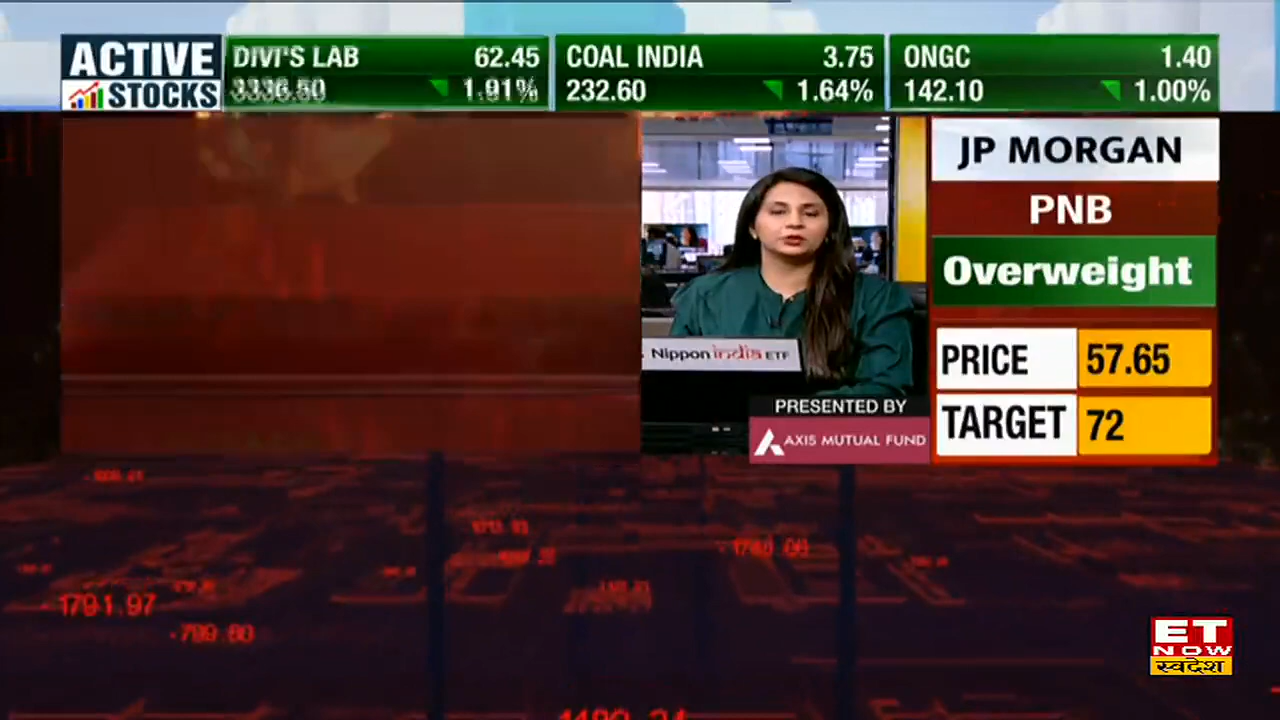 ACTIVE STOCKS
DIVI'S LAB 62.45
3336.50 1.91%
COAL INDIA 3.75
232.60 1.64%
ONGC 1.40
142.10 1.00%
JP MORGAN
PNB
Overweight
PRICE 57.65
TARGET 72
Nippon india ETF
PRESENTED BY
AXIS MUTUAL FUND
-1791.97
-799.60
ET
NOW
स्वदेश